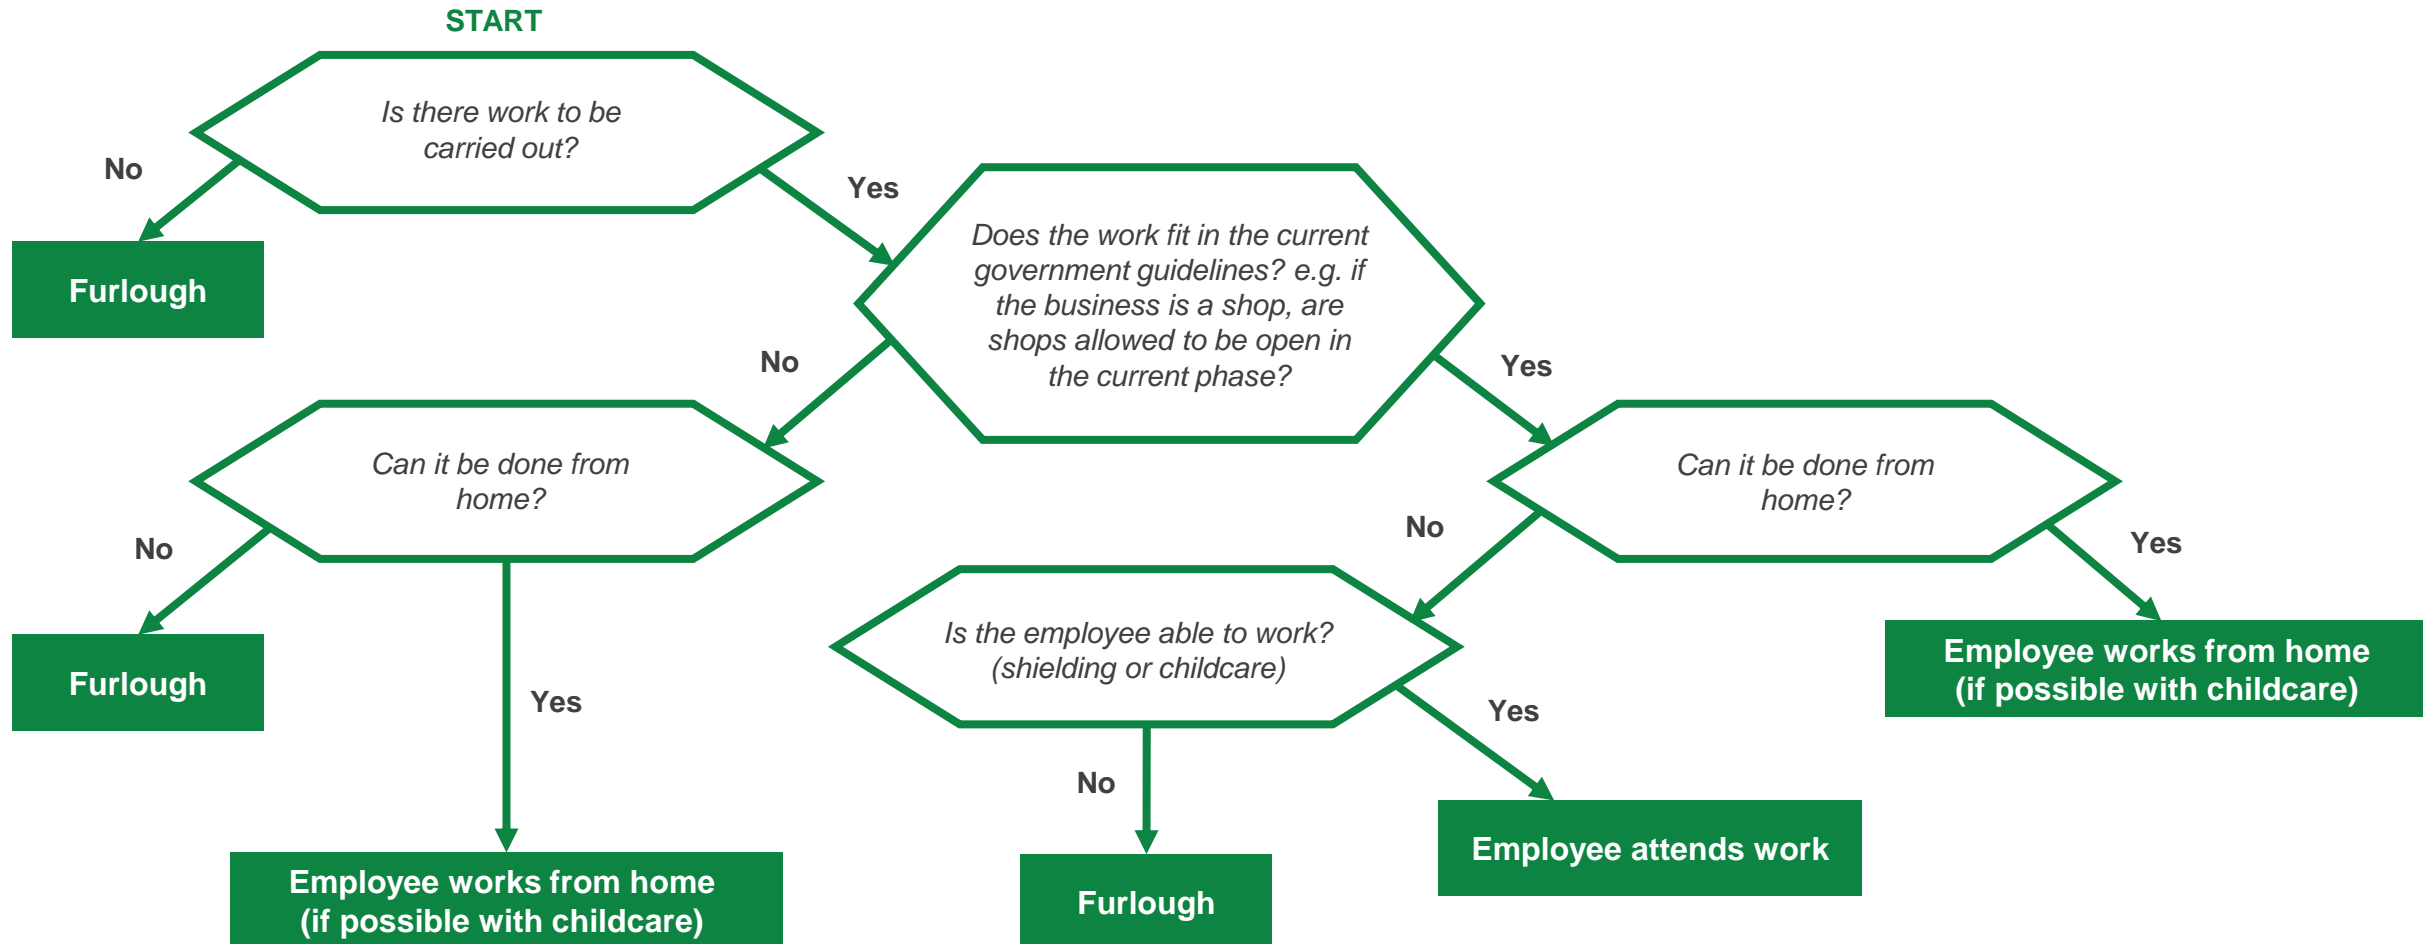 START
Is there work to be
carried out?
No
Yes
Furlough
Does the work fit in the current
government guidelines? e.g. if
the business is a shop, are
shops allowed to be open in
the current phase?
No
Yes
Can it be done from
home?
Can it be done from
home?
No
Yes
No
Yes
Furlough
Employee works from home
(if possible with childcare)
Is the employee able to work?
(shielding or childcare)
Employee works from home
(if possible with childcare)
No
Yes
Furlough
Employee attends work